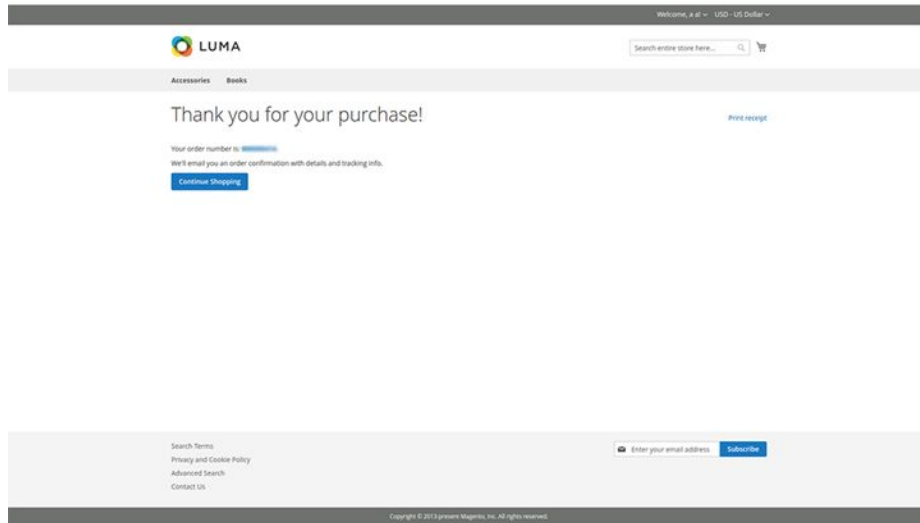 Welcome, a al USD - US Dollar
LUMA
Search entire store here...
Accessories Books
Thank you for your purchase!
Print receipt
Your order number is:
We'll email you an order confirmation with details and tracking info.
Continue Shopping
Search Terms
Privacy and Cookie Policy
Advanced Search
Contact Us
Enter your email address Subscribe
Copyright © 2013-present Magento, Inc. All rights reserved.